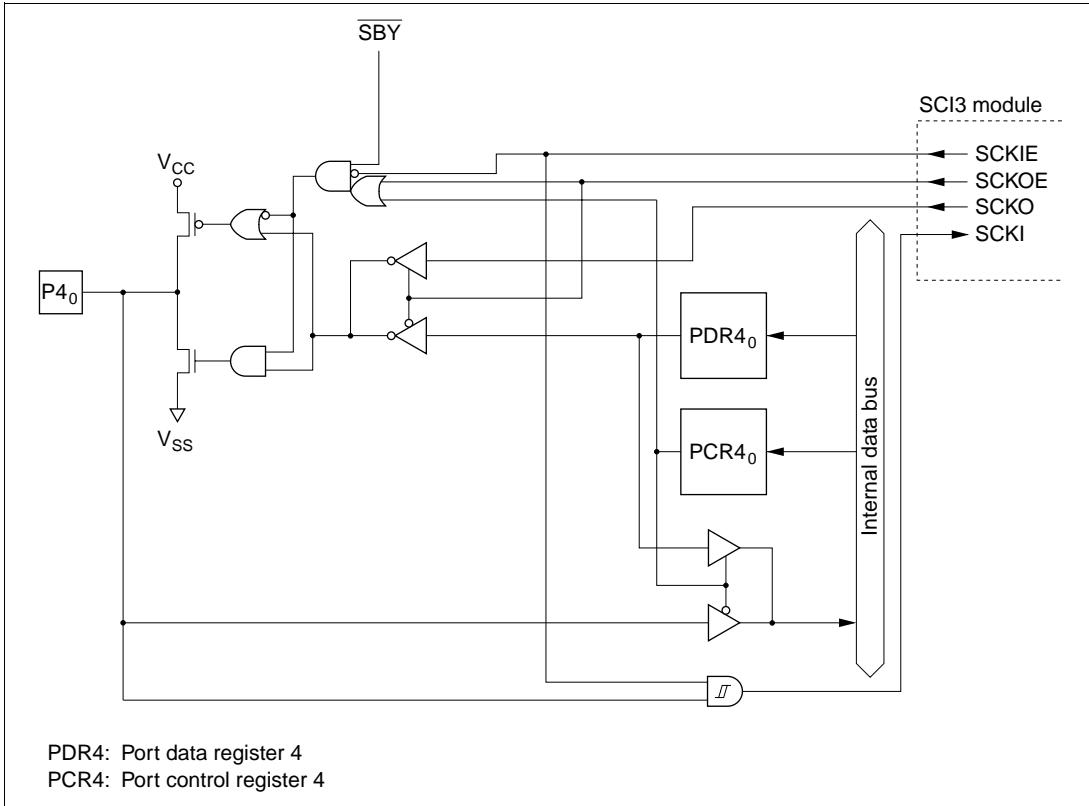 SBY
SCI3 module
SCKIE
SCKOE
SCKO
SCKI
VCC
P40
PDR40
PCR40
VSS
Internal data bus
PDR4: Port data register 4
PCR4: Port control register 4